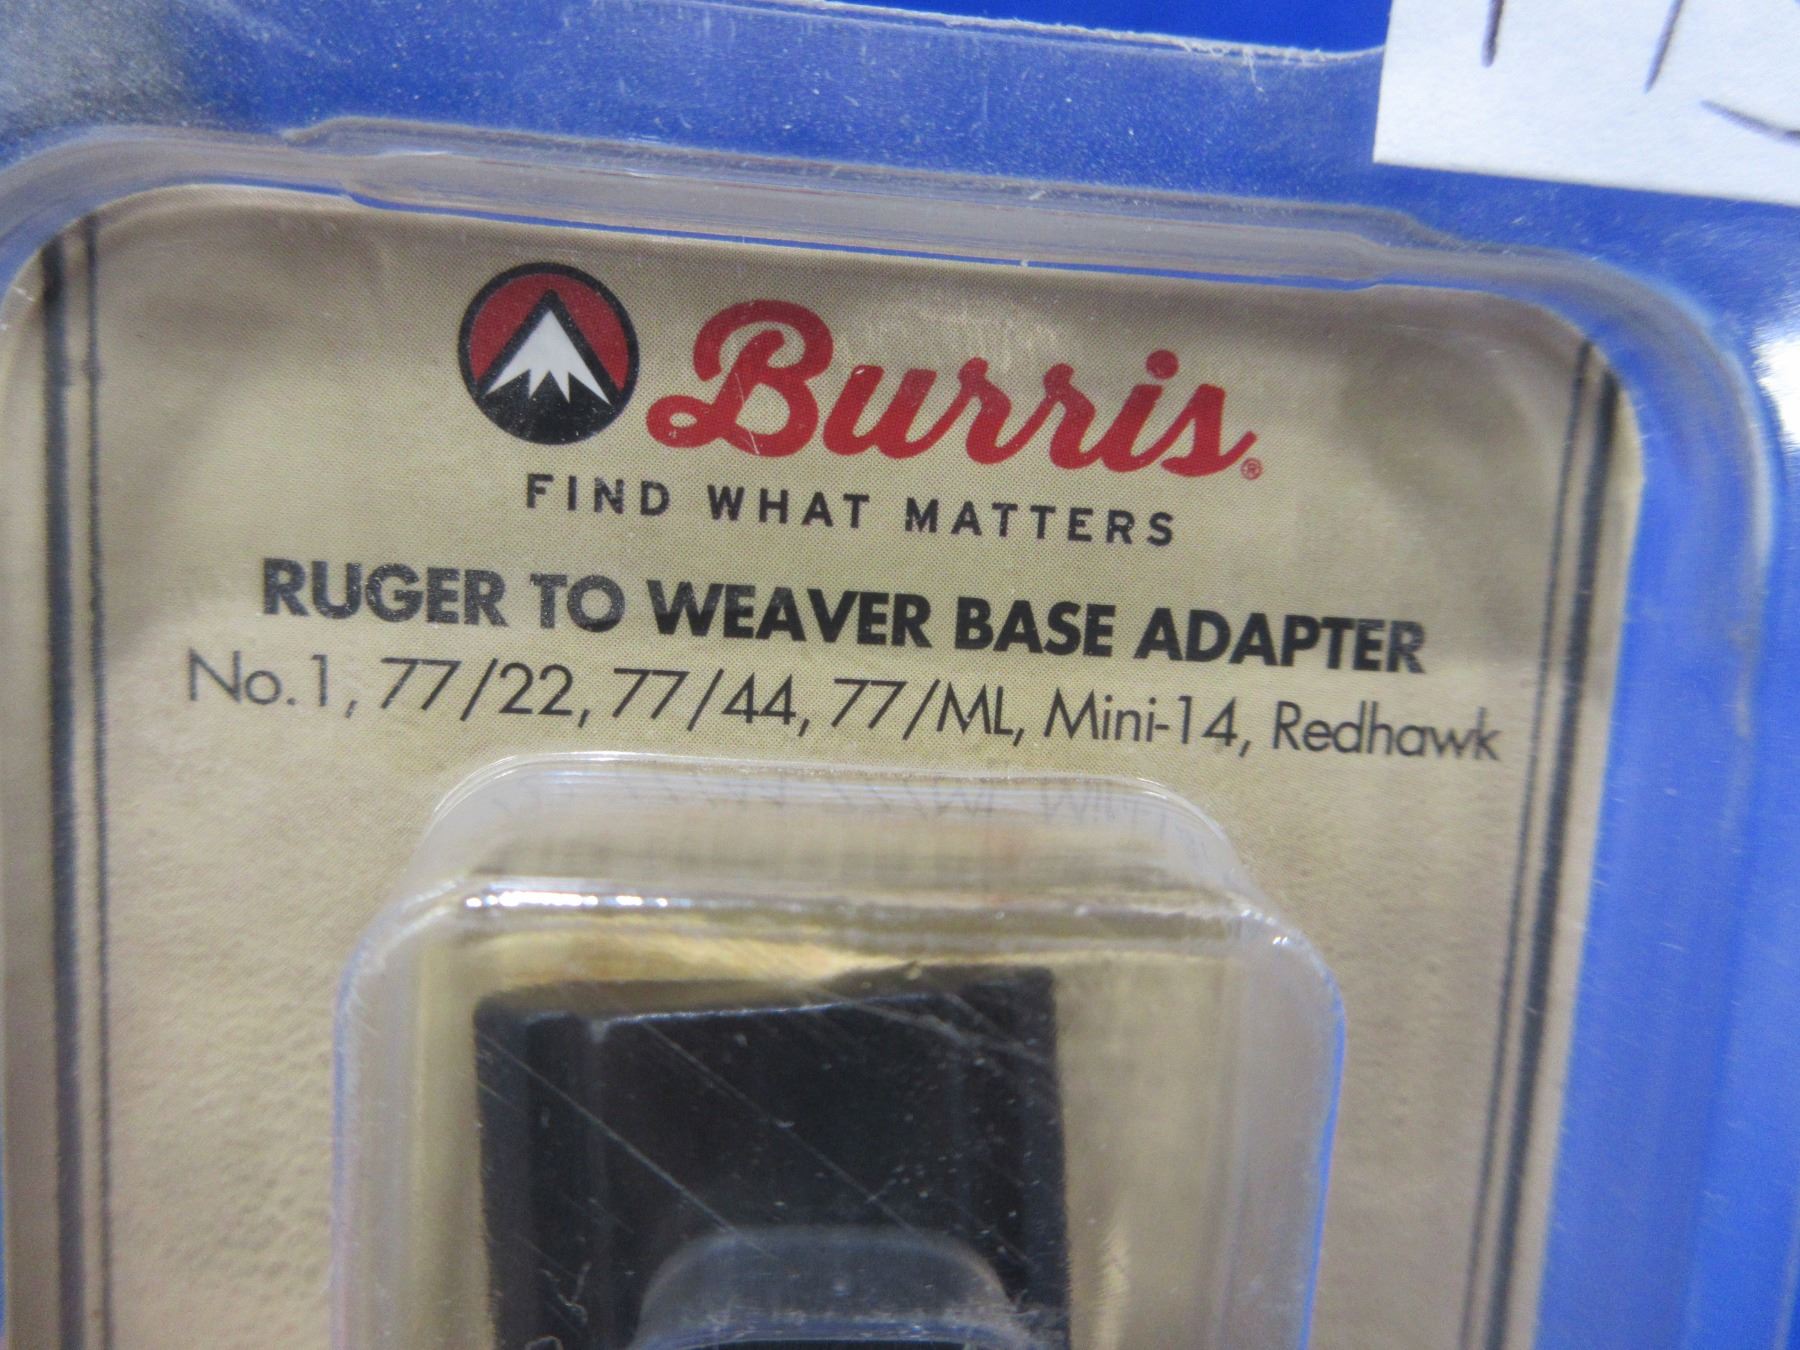 Burris®
FIND WHAT MATTERS
RUGER TO WEAVER BASE ADAPTER
No.1, 77/22, 77/44, 77/ML, Mini-14, Redhawk